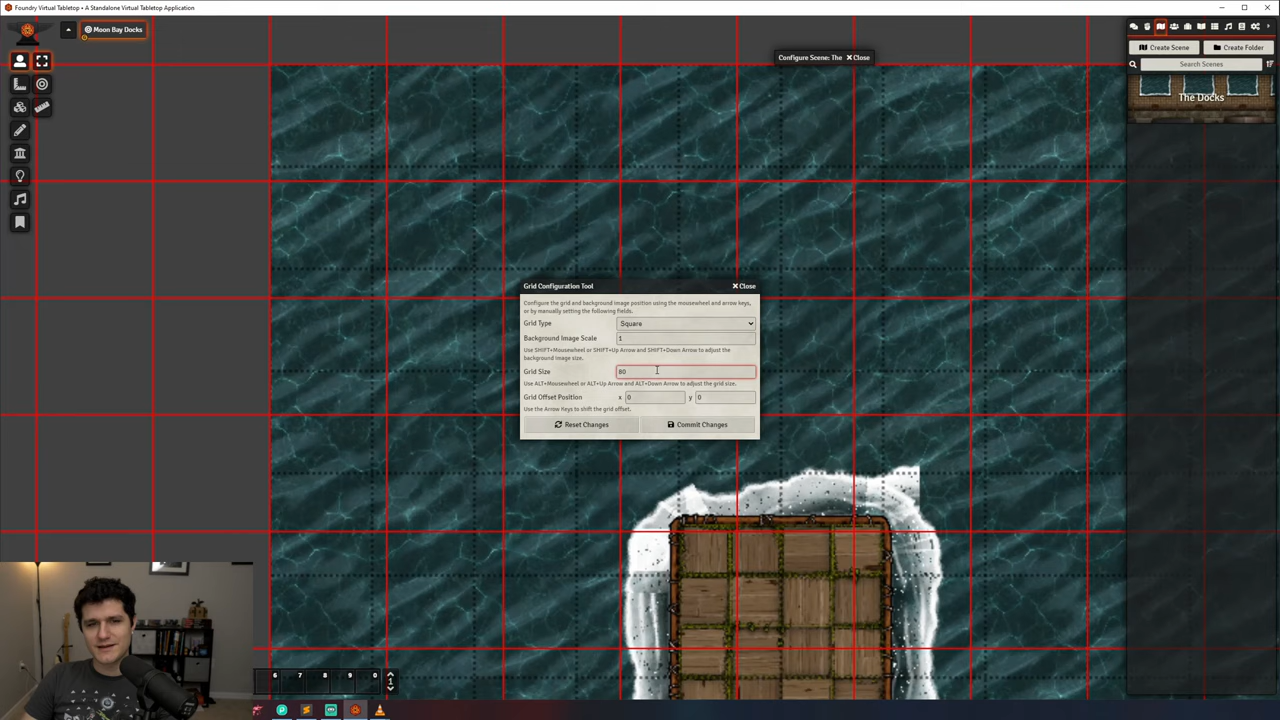 Foundry Virtual Tabletop • A Standalone Virtual Tabletop Application
Moon Bay Docks
Configure Scene: The
Close
Create Scene
Create Folder
Search Scenes
The Docks
Grid Configuration Tool
Close
Configure the grid and background image position using the mousewheel and arrow keys,
or by manually setting the following fields.
Grid Type
Square
Background Image Scale
1
Use SHIFT+Mousewheel or SHIFT+Up Arrow and SHIFT+Down Arrow to adjust the
background image size.
Grid Size
80
Use ALT+Mousewheel or ALT+Up Arrow and ALT+Down Arrow to adjust the grid size.
Grid Offset Position
x
0
y
0
Use the Arrow Keys to shift the grid offset.
Reset Changes
Commit Changes
6
7
8
9
0
1